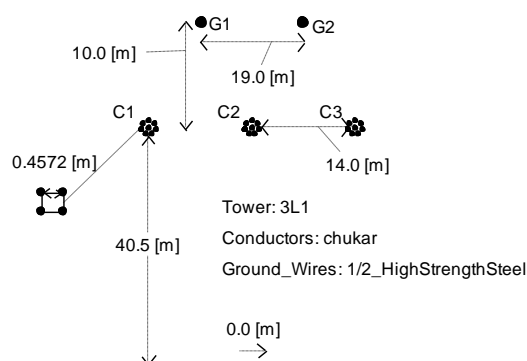 G1
G2
10.0 [m]
19.0 [m]
C1
C2
C3
0.4572 [m]
14.0 [m]
Tower: 3L1
Conductors: chukar
40.5 [m]
Ground_Wires: 1/2_HighStrengthSteel
0.0 [m]